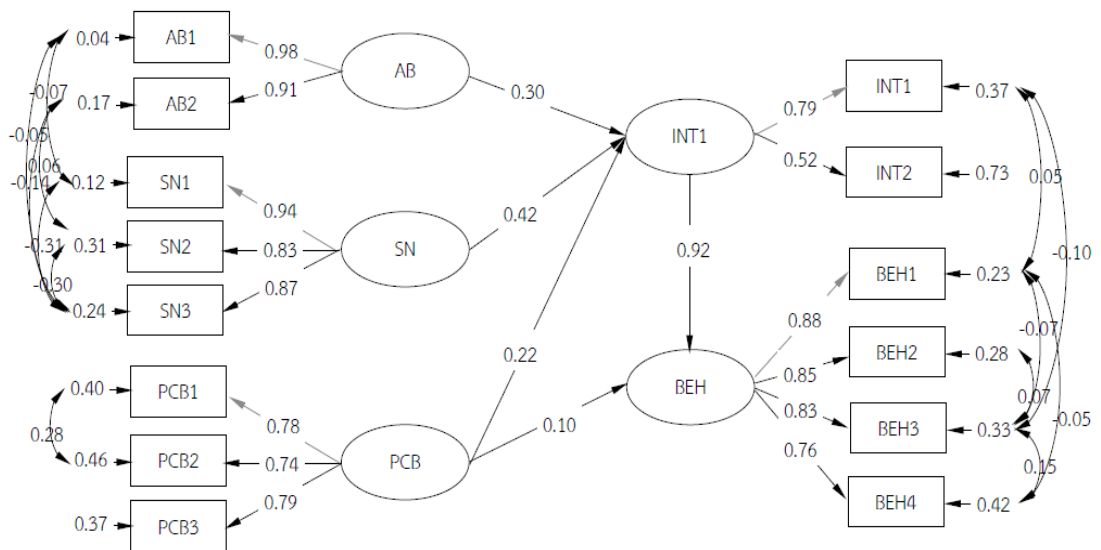 0.04 AB1 0.98 AB
-0.07 0.17 AB2 0.91
0.30
-0.05
0.06
-0.14 0.12 SN1 0.94
-0.31 0.31 SN2 0.83 SN
0.42
-0.30 0.24 SN3 0.87
0.40 PCB1 0.78
0.28
0.46 PCB2 0.74 PCB
0.37 PCB3 0.79
0.22
0.10
INT1
0.79 INT1 0.37
0.52 INT2 0.73
0.05
-0.10
0.92
BEH
0.88 BEH1 0.23
-0.07
0.85 BEH2 0.28
0.07
0.83 BEH3 0.33
-0.05
0.15
0.76 BEH4 0.42